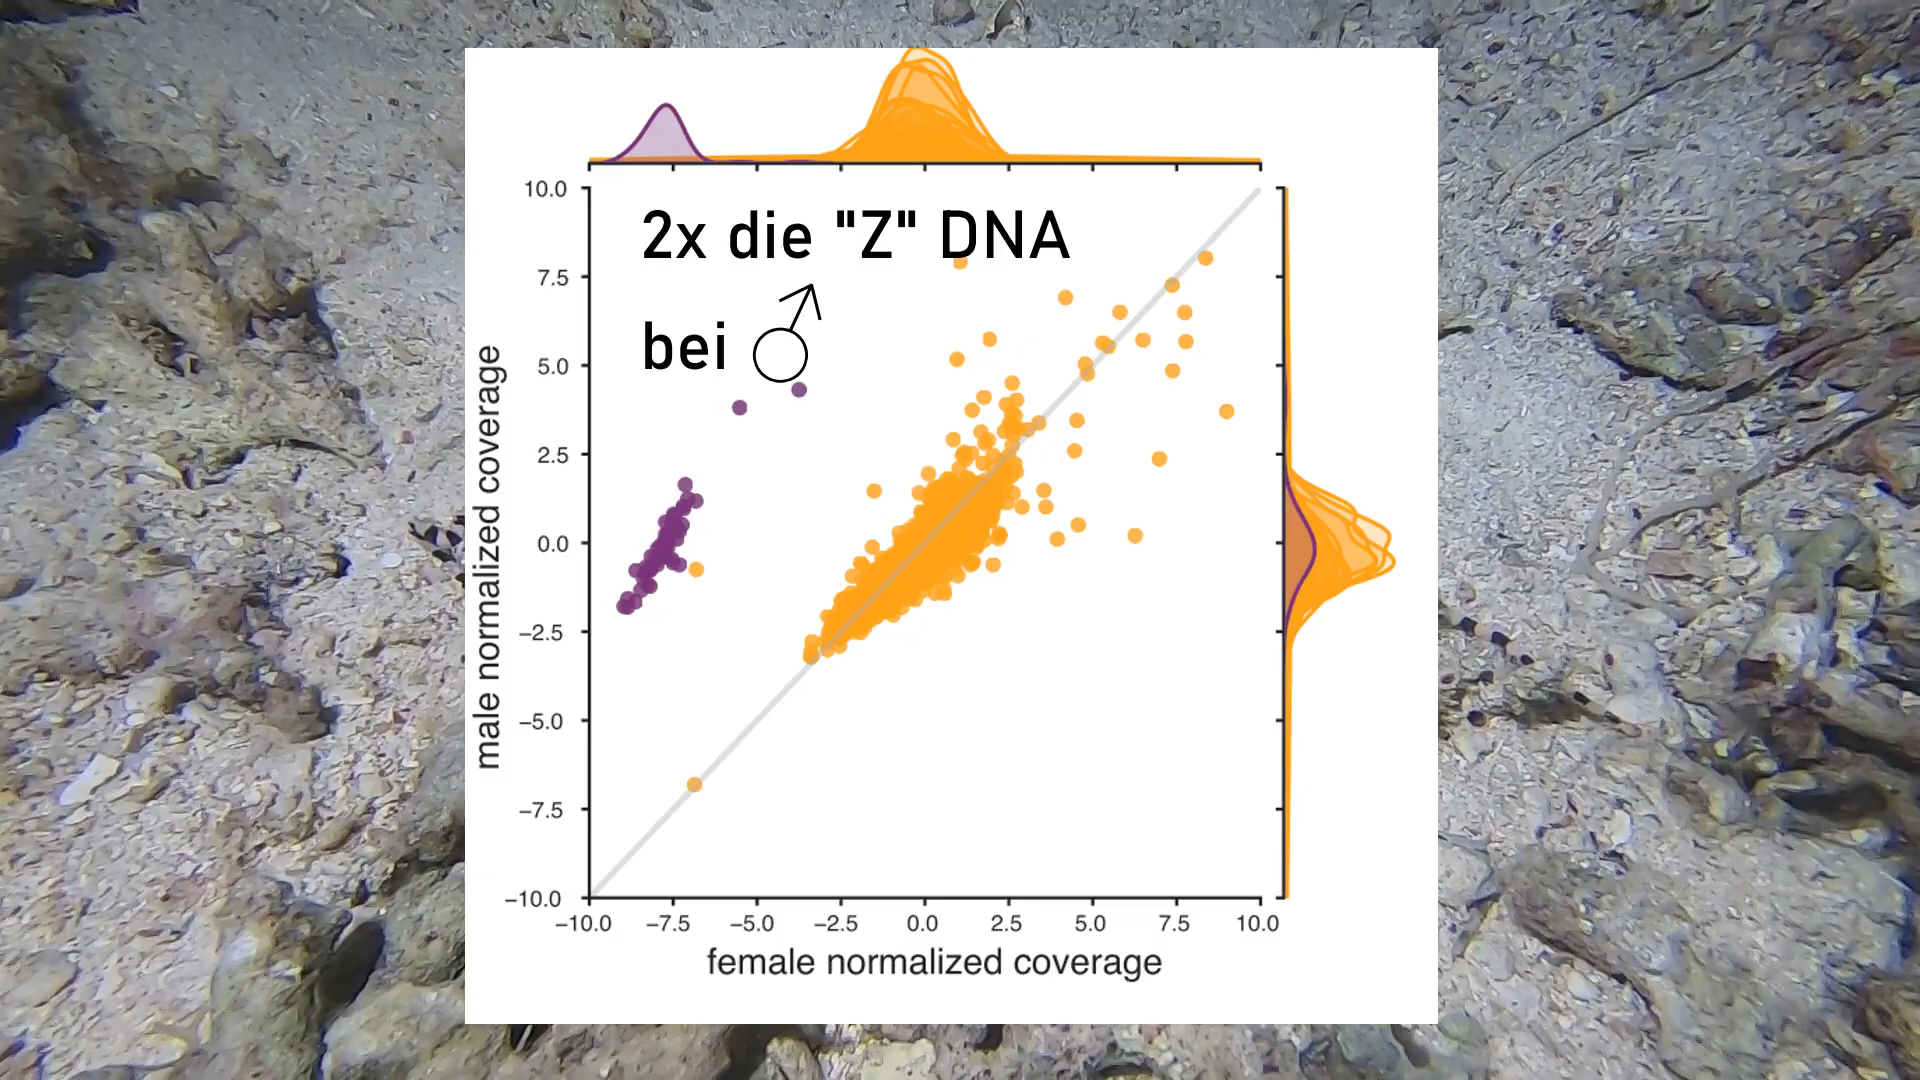 2x die "Z" DNA
bei ♂
male normalized coverage
10.0
7.5
5.0
2.5
0.0
−2.5
−5.0
−7.5
−10.0
−10.0 −7.5 −5.0 −2.5 0.0 2.5 5.0 7.5 10.0
female normalized coverage